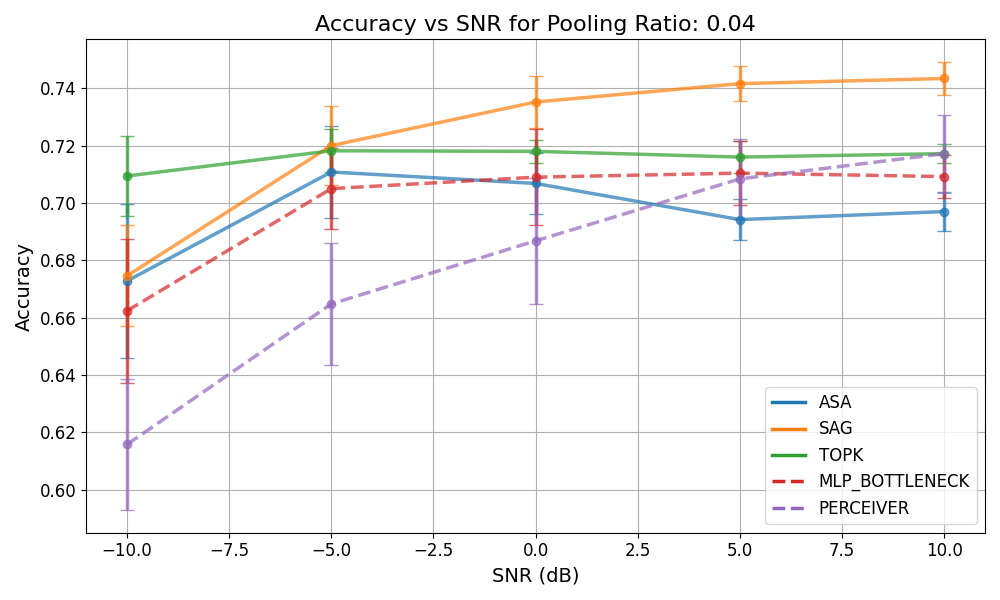 Accuracy vs SNR for Pooling Ratio: 0.04
Accuracy
0.74
0.72
0.70
0.68
0.66
0.64
0.62
0.60
ASA
SAG
TOPK
MLP_BOTTLENECK
PERCEIVER
−10.0 −7.5 −5.0 −2.5 0.0 2.5 5.0 7.5 10.0
SNR (dB)